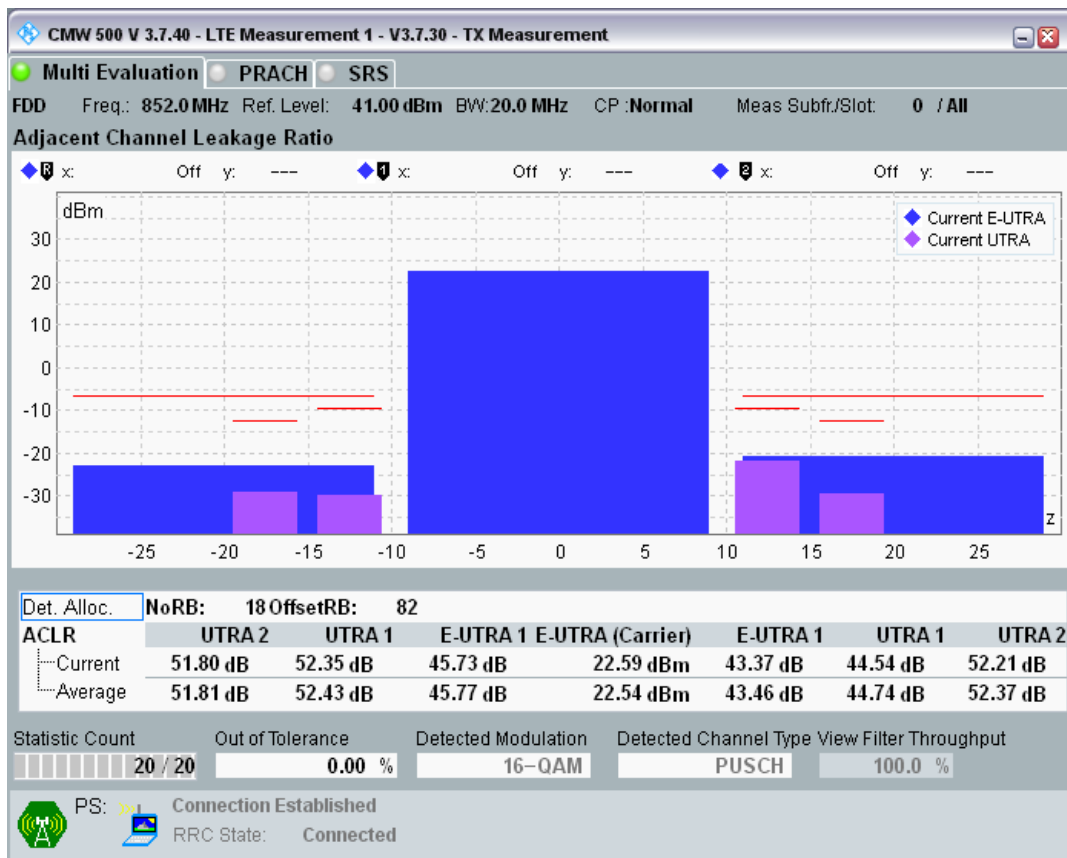 CMW 500 V 3.7.40 - LTE Measurement 1 - V3.7.30 - TX Measurement
Multi Evaluation PRACH SRS
FDD Freq.: 852.0 MHz Ref. Level: 41.00 dBm BW:20.0 MHz CP :Normal Meas Subfr./Slot: 0 / All
Adjacent Channel Leakage Ratio
R x: Off y: --- 1 x: Off y: --- 2 x: Off y: ---
dBm
Current E-UTRA
Current UTRA
30
20
10
0
-10
-20
-30
z
-25 -20 -15 -10 -5 0 5 10 15 20 25
Det. Alloc. NoRB: 18 OffsetRB: 82
ACLR UTRA 2 UTRA 1 E-UTRA 1 E-UTRA (Carrier) E-UTRA 1 UTRA 1 UTRA 2
Current 51.80 dB 52.35 dB 45.73 dB 22.59 dBm 43.37 dB 44.54 dB 52.21 dB
Average 51.81 dB 52.43 dB 45.77 dB 22.54 dBm 43.46 dB 44.74 dB 52.37 dB
Statistic Count Out of Tolerance Detected Modulation Detected Channel Type View Filter Throughput
20 / 20 0.00 % 16-QAM PUSCH 100.0 %
PS: Connection Established
RRC State: Connected